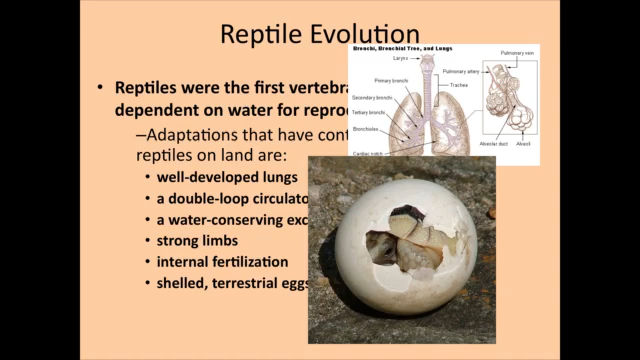 Reptile Evolution
Bronchi, Bronchial Tree, and Lungs
• Reptiles were the first vertebra
dependent on water for repro
–Adaptations that have cont
reptiles on land are:
• well-developed lungs
• a double-loop circulato
• a water-conserving exc
• strong limbs
• internal fertilization
• shelled, terrestrial eggs
Larynx
Primary bronchi
Trachea
Secondary bronchi
Tertiary bronchi
Bronchioles
Cardiac notch
Pulmonary vein
Pulmonary artery
Alveolar duct
Alveoli